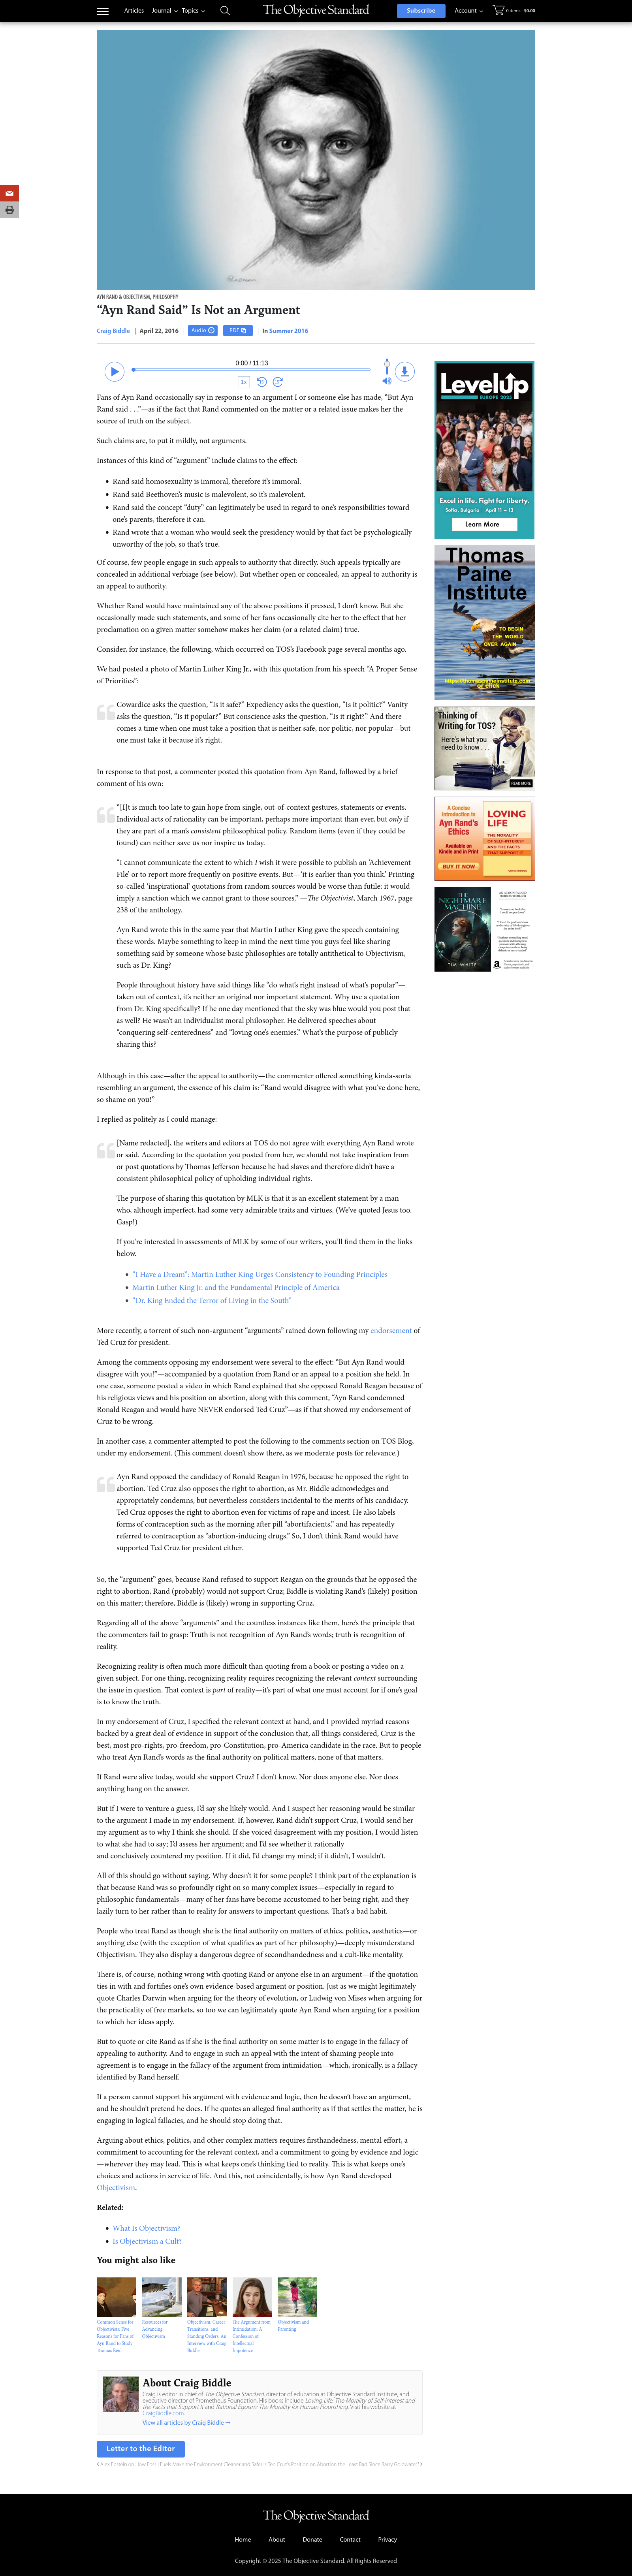 Articles Journal Topics The Objective Standard Subscribe Account 0 items - $0.00
AYN RAND & OBJECTIVISM, PHILOSOPHY
“Ayn Rand Said” Is Not an Argument
Craig Biddle | April 22, 2016 | Audio PDF | In Summer 2016
0:00 / 11:13
1x
Fans of Ayn Rand occasionally say in response to an argument I or someone else has made, “But Ayn
Rand said . . .”—as if the fact that Rand commented on the matter or a related issue makes her the
source of truth on the subject.
Such claims are, to put it mildly, not arguments.
Instances of this kind of “argument” include claims to the effect:
Rand said homosexuality is immoral, therefore it’s immoral.
Rand said Beethoven’s music is malevolent, so it’s malevolent.
Rand said the concept “duty” can legitimately be used in regard to one’s responsibilities toward
one’s parents, therefore it can.
Rand wrote that a woman who would seek the presidency would by that fact be psychologically
unworthy of the job, so that’s true.
Of course, few people engage in such appeals to authority that directly. Such appeals typically are
concealed in additional verbage (see below). But whether open or concealed, an appeal to authority is
an appeal to authority.
Whether Rand would have maintained any of the above positions if pressed, I don’t know. But she
occasionally made such statements, and some of her fans occasionally cite her to the effect that her
proclamation on a given matter somehow makes her claim (or a related claim) true.
Consider, for instance, the following, which occurred on TOS’s Facebook page several months ago.
We had posted a photo of Martin Luther King Jr., with this quotation from his speech “A Proper Sense
of Priorities”:
Cowardice asks the question, “Is it safe?” Expediency asks the question, “Is it politic?” Vanity
asks the question, “Is it popular?” But conscience asks the question, “Is it right?” And there
comes a time when one must take a position that is neither safe, nor politic, nor popular—but
one must take it because it’s right.
In response to that post, a commenter posted this quotation from Ayn Rand, followed by a brief
comment of his own:
“[I]t is much too late to gain hope from single, out-of-context gestures, statements or events.
Individual acts of rationality can be important, perhaps more important than ever, but only if
they are part of a man’s consistent philosophical policy. Random items (even if they could be
found) can neither save us nor inspire us today.
“I cannot communicate the extent to which I wish it were possible to publish an ‘Achievement
File’ or to report more frequently on positive events. But—‘it is earlier than you think.’ Printing
so-called ‘inspirational’ quotations from random sources would be worse than futile: it would
imply a sanction which we cannot grant to those sources.” —The Objectivist, March 1967, page
238 of the anthology.
Ayn Rand wrote this in the same year that Martin Luther King gave the speech containing
these words. Maybe something to keep in mind the next time you guys feel like sharing
something said by someone whose basic philosophies are totally antithetical to Objectivism,
such as Dr. King?
People throughout history have said things like “do what’s right instead of what’s popular”—
taken out of context, it’s neither an original nor important statement. Why use a quotation
from Dr. King specifically? If he one day mentioned that the sky was blue would you post that
as well? He wasn’t an individualist moral philosopher. He delivered speeches about
“conquering self-centeredness” and “loving one’s enemies.” What’s the purpose of publicly
sharing this?
Although in this case—after the appeal to authority—the commenter offered something kinda-sorta
resembling an argument, the essence of his claim is: “Rand would disagree with what you’ve done here,
so shame on you!”
I replied as politely as I could manage:
[Name redacted], the writers and editors at TOS do not agree with everything Ayn Rand wrote
or said. According to the quotation you posted from her, we should not take inspiration from
or post quotations by Thomas Jefferson because he had slaves and therefore didn’t have a
consistent philosophical policy of upholding individual rights.
The purpose of sharing this quotation by MLK is that it is an excellent statement by a man
who, although imperfect, had some very admirable traits and virtues. (We’ve quoted Jesus too.
Gasp!)
If you’re interested in assessments of MLK by some of our writers, you’ll find them in the links
below.
“I Have a Dream”: Martin Luther King Urges Consistency to Founding Principles
Martin Luther King Jr. and the Fundamental Principle of America
“Dr. King Ended the Terror of Living in the South”
More recently, a torrent of such non-argument “arguments” rained down following my endorsement of
Ted Cruz for president.
Among the comments opposing my endorsement were several to the effect: “But Ayn Rand would
disagree with you!”—accompanied by a quotation from Rand or an appeal to a position she held. In
one case, someone posted a video in which Rand explained that she opposed Ronald Reagan because of
his religious views and his position on abortion, along with this comment, “Ayn Rand condemned
Ronald Reagan and would have NEVER endorsed Ted Cruz”—as if that showed my endorsement of
Cruz to be wrong.
In another case, a commenter attempted to post the following to the comments section on TOS Blog,
under my endorsement. (This comment doesn’t show there, as we moderate posts for relevance.)
Ayn Rand opposed the candidacy of Ronald Reagan in 1976, because he opposed the right to
abortion. Ted Cruz also opposes the right to abortion, as Mr. Biddle acknowledges and
appropriately condemns, but nevertheless considers incidental to the merits of his candidacy.
Ted Cruz opposes the right to abortion even for victims of rape and incest. He also labels
forms of contraception such as the morning after pill “abortifacients,” and has repeatedly
referred to contraception as “abortion-inducing drugs.” So, I don’t think Rand would have
supported Ted Cruz for president either.
So, the “argument” goes, because Rand refused to support Reagan on the grounds that he opposed the
right to abortion, Rand (probably) would not support Cruz; Biddle is violating Rand’s (likely) position
on this matter; therefore, Biddle is (likely) wrong in supporting Cruz.
Regarding all of the above “arguments” and the countless instances like them, here’s the principle that
the commenters fail to grasp: Truth is not recognition of Ayn Rand’s words; truth is recognition of
reality.
Recognizing reality is often much more difficult than quoting from a book or posting a video on a
given subject. For one thing, recognizing reality requires recognizing the relevant context surrounding
the issue in question. That context is part of reality—it’s part of what one must account for if one’s goal
is to know the truth.
In my endorsement of Cruz, I specified the relevant context at hand, and I provided myriad reasons
backed by a great deal of evidence in support of the conclusion that, all things considered, Cruz is the
best, most pro-rights, pro-freedom, pro-Constitution, pro-America candidate in the race. But to people
who treat Ayn Rand’s words as the final authority on political matters, none of that matters.
If Rand were alive today, would she support Cruz? I don’t know. Nor does anyone else. Nor does
anything hang on the answer.
But if I were to venture a guess, I’d say she likely would. And I suspect her reasoning would be similar
to the argument I made in my endorsement. If, however, Rand didn’t support Cruz, I would send her
my argument as to why I think she should. If she voiced disagreement with my position, I would listen
to what she had to say; I’d assess her argument; and I’d see whether it rationally
and conclusively countered my position. If it did, I’d change my mind; if it didn’t, I wouldn’t.
All of this should go without saying. Why doesn’t it for some people? I think part of the explanation is
that because Rand was so profoundly right on so many complex issues—especially in regard to
philosophic fundamentals—many of her fans have become accustomed to her being right, and they
lazily turn to her rather than to reality for answers to important questions. That’s a bad habit.
People who treat Rand as though she is the final authority on matters of ethics, politics, aesthetics—or
anything else (with the exception of what qualifies as part of her philosophy)—deeply misunderstand
Objectivism. They also display a dangerous degree of secondhandedness and a cult-like mentality.
There is, of course, nothing wrong with quoting Rand or anyone else in an argument—if the quotation
ties in with and fortifies one’s own evidence-based argument or position. Just as we might legitimately
quote Charles Darwin when arguing for the theory of evolution, or Ludwig von Mises when arguing for
the practicality of free markets, so too we can legitimately quote Ayn Rand when arguing for a position
to which her ideas apply.
But to quote or cite Rand as if she is the final authority on some matter is to engage in the fallacy of
appealing to authority. And to engage in such an appeal with the intent of shaming people into
agreement is to engage in the fallacy of the argument from intimidation—which, ironically, is a fallacy
identified by Rand herself.
If a person cannot support his argument with evidence and logic, then he doesn’t have an argument,
and he shouldn’t pretend he does. If he quotes an alleged final authority as if that settles the matter, he is
engaging in a logical fallacy, and he should stop doing that.
Arguing about ethics, politics, and other complex matters requires firsthandedness, mental effort, a
commitment to accounting for the relevant context, and a commitment to going by evidence and logic
—wherever they may lead. This is what keeps one’s thinking tied to reality. This is what keeps one’s
choices and actions in service of life. And this, not coincidentally, is how Ayn Rand developed
Objectivism.
Related:
What Is Objectivism?
Is Objectivism a Cult?
You might also like
Common Sense for
Objectivists: Five
Reasons for Fans of
Ayn Rand to Study
Thomas Reid
Resources for
Advancing
Objectivism
Objectivism, Career
Transitions, and
Standing Orders: An
Interview with Craig
Biddle
The Argument from
Intimidation: A
Confession of
Intellectual
Impotence
Objectivism and
Parenting
About Craig Biddle
Craig is editor in chief of The Objective Standard, director of education at Objective Standard Institute, and
executive director of Prometheus Foundation. His books include Loving Life: The Morality of Self-Interest and
the Facts that Support It and Rational Egoism: The Morality for Human Flourishing. Visit his website at
CraigBiddle.com.
View all articles by Craig Biddle →
Letter to the Editor
Alex Epstein on How Fossil Fuels Make the Environment Cleaner and Safer Is Ted Cruz’s Position on Abortion the Least Bad Since Barry Goldwater?
LevelUp
EUROPE 2025
Excel in life. Fight for liberty.
Sofia, Bulgaria | April 11 – 13
Learn More
Thomas
Paine
Institute
TO BEGIN
THE WORLD
OVER AGAIN
https://thomaspaineinstitute.com
or click
Thinking of
Writing for TOS?
Here's what you
need to know . . .
READ MORE
A Concise
Introduction to
Ayn Rand's
Ethics
Available on
Kindle and in Print
BUY IT NOW
LOVING
LIFE
THE MORALITY
OF SELF-INTEREST
AND THE FACTS
THAT SUPPORT IT
CRAIG BIDDLE
THE
NIGHTMARE
MACHINE
TIM WHITE
The Objective Standard
Home About Donate Contact Privacy
Copyright © 2025 The Objective Standard. All Rights Reserved